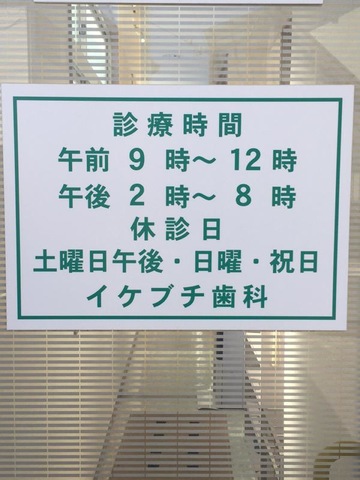 診療時間
午前 9 時～ 12 時
午後 2 時～ 8 時
休診日
土曜日午後・日曜・祝日
イケブチ歯科